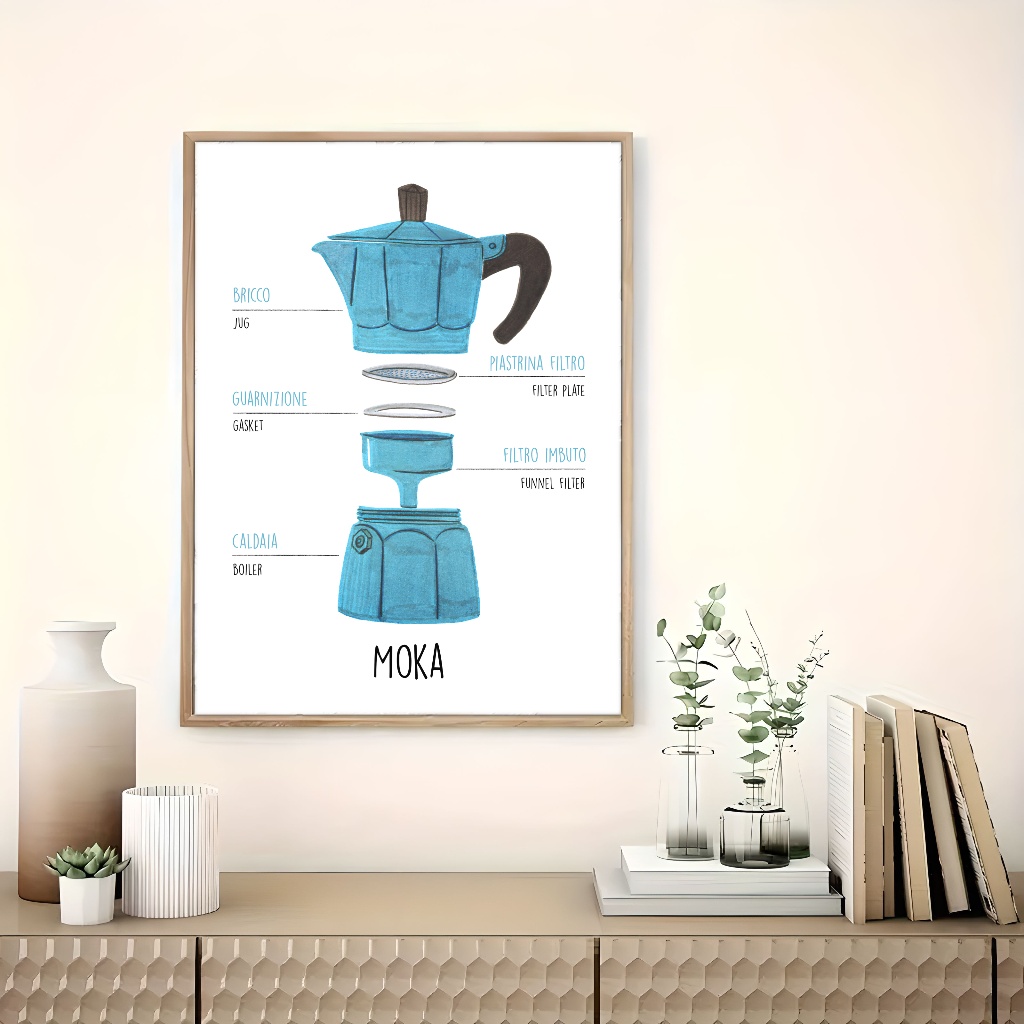 BRICCO
JUG
PIASTRINA FILTRO
FILTER PLATE
GUARNIZIONE
GASKET
FILTRO IMBUTO
FUNNEL FILTER
CALDAIA
BOILER
MOKA